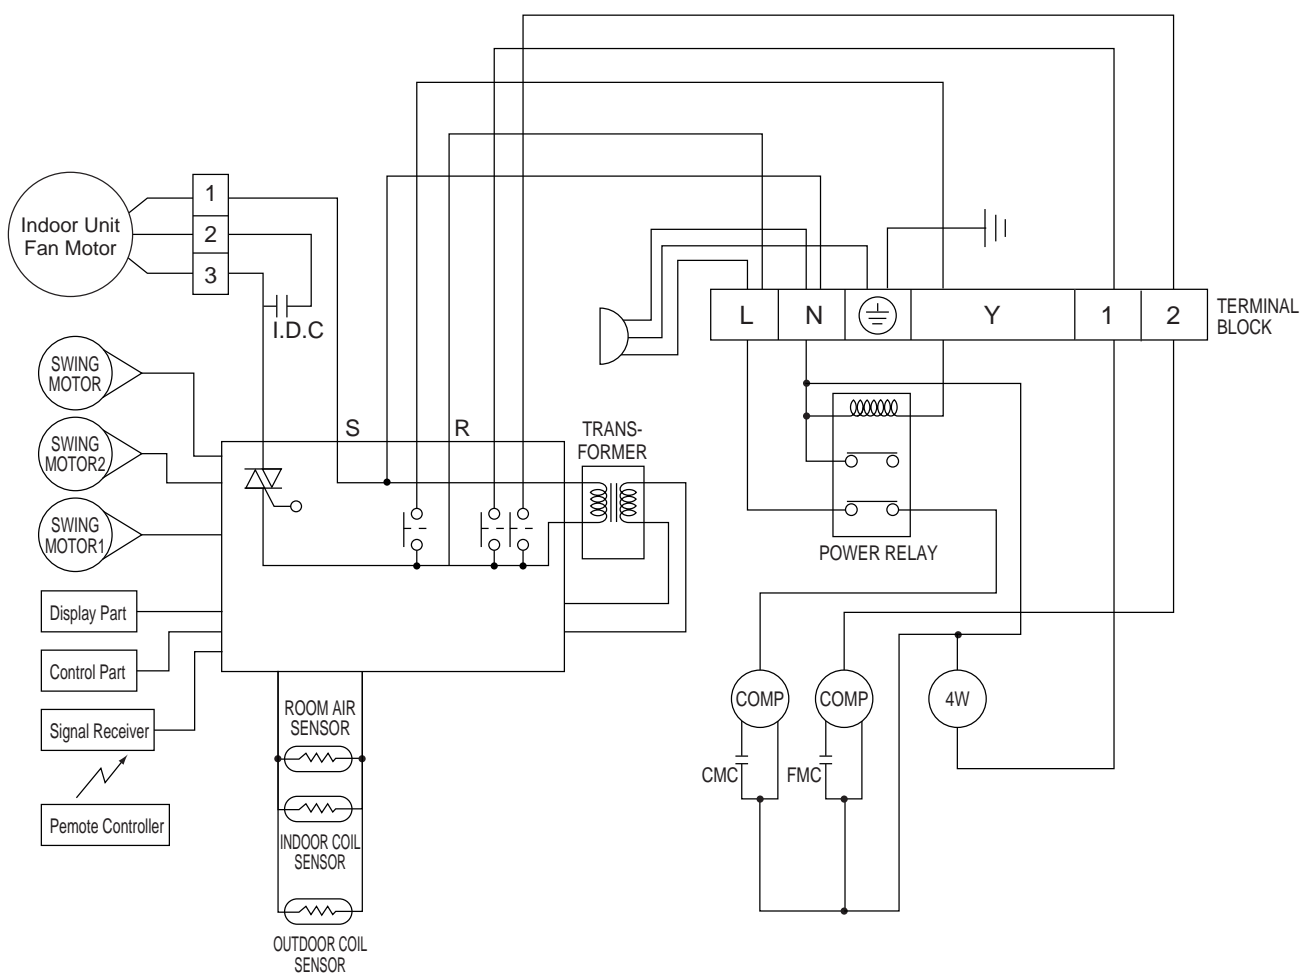 Indoor Unit
Fan Motor
1
2
3
I.D.C
L
N
Y
1
2
TERMINAL
BLOCK
SWING
MOTOR
SWING
MOTOR2
SWING
MOTOR1
S
R
TRANS-
FORMER
POWER RELAY
Display Part
Control Part
Signal Receiver
Pemote Controller
ROOM AIR
SENSOR
INDOOR COIL
SENSOR
OUTDOOR COIL
SENSOR
COMP
COMP
4W
CMC
FMC